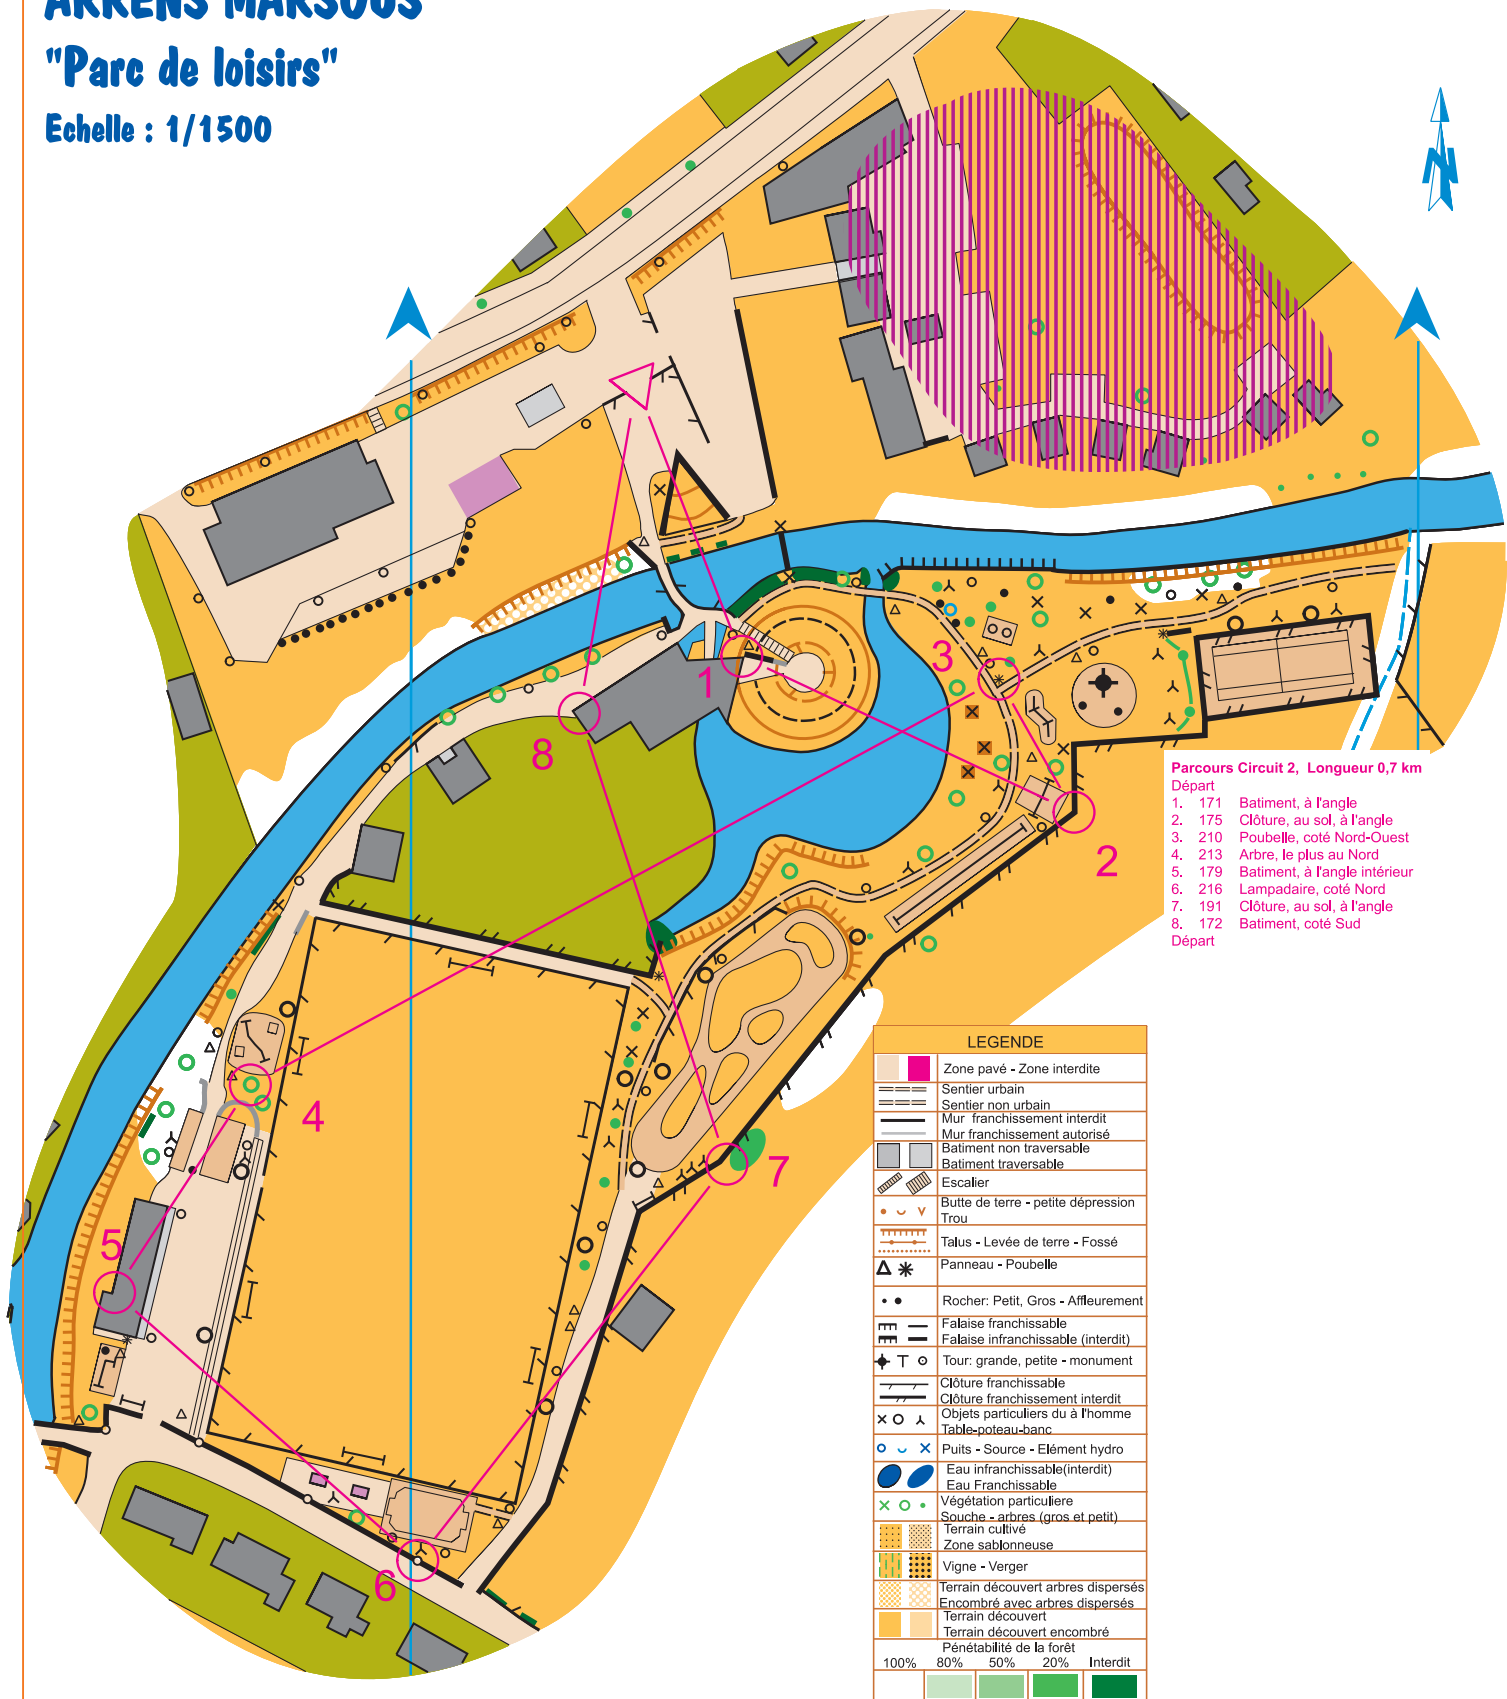 ARRENS MARSOUS
"Parc de loisirs"
Echelle : 1/1500
N
1
2
3
4
5
6
7
8
Parcours Circuit 2, Longueur 0,7 km
Départ
1. 171 Batiment, à l'angle
2. 175 Clôture, au sol, à l'angle
3. 210 Poubelle, coté Nord-Ouest
4. 213 Arbre, le plus au Nord
5. 179 Batiment, à l'angle intérieur
6. 216 Lampadaire, coté Nord
7. 191 Clôture, au sol, à l'angle
8. 172 Batiment, coté Sud
Départ
LEGENDE
Zone pavé - Zone interdite
Sentier urbain
Sentier non urbain
Mur franchissement interdit
Mur franchissement autorisé
Batiment non traversable
Batiment traversable
Escalier
Butte de terre - petite dépression
Trou
Talus - Levée de terre - Fossé
Panneau - Poubelle
Rocher: Petit, Gros - Affleurement
Falaise franchissable
Falaise infranchissable (interdit)
Tour: grande, petite - monument
Clôture franchissable
Clôture franchissement interdit
Objets particuliers du à l'homme
Table-poteau-banc
Puits - Source - Elément hydro
Eau infranchissable(interdit)
Eau Franchissable
Végétation particuliere
Souche - arbres (gros et petit)
Terrain cultivé
Zone sablonneuse
Vigne - Verger
Terrain découvert arbres dispersés
Encombré avec arbres dispersés
Terrain découvert
Terrain découvert encombré
Pénétabilité de la forêt
100% 80% 50% 20% Interdit